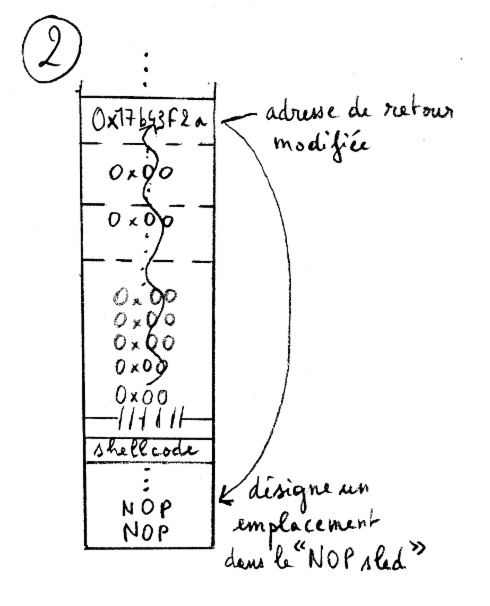 2
0x17b43f2a
adresse de retour
modifiée
0x00
0x00
0x00
0x00
0x00
0x00
0x00
shellcode
NOP
NOP
désigne un
emplacement
dans le "NOP sled"